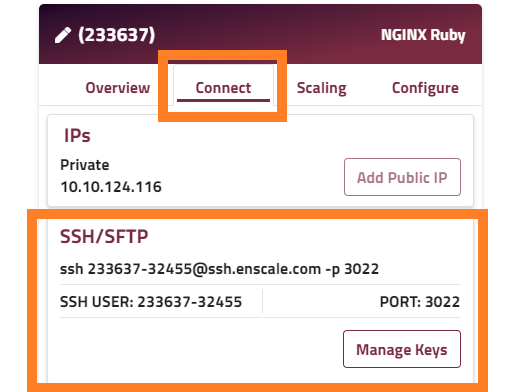 (233637) NGINX Ruby
Overview Connect Scaling Configure
IPs
Private
10.10.124.116
Add Public IP
SSH/SFTP
ssh 233637-32455@ssh.enscale.com -p 3022
SSH USER: 233637-32455 PORT: 3022
Manage Keys